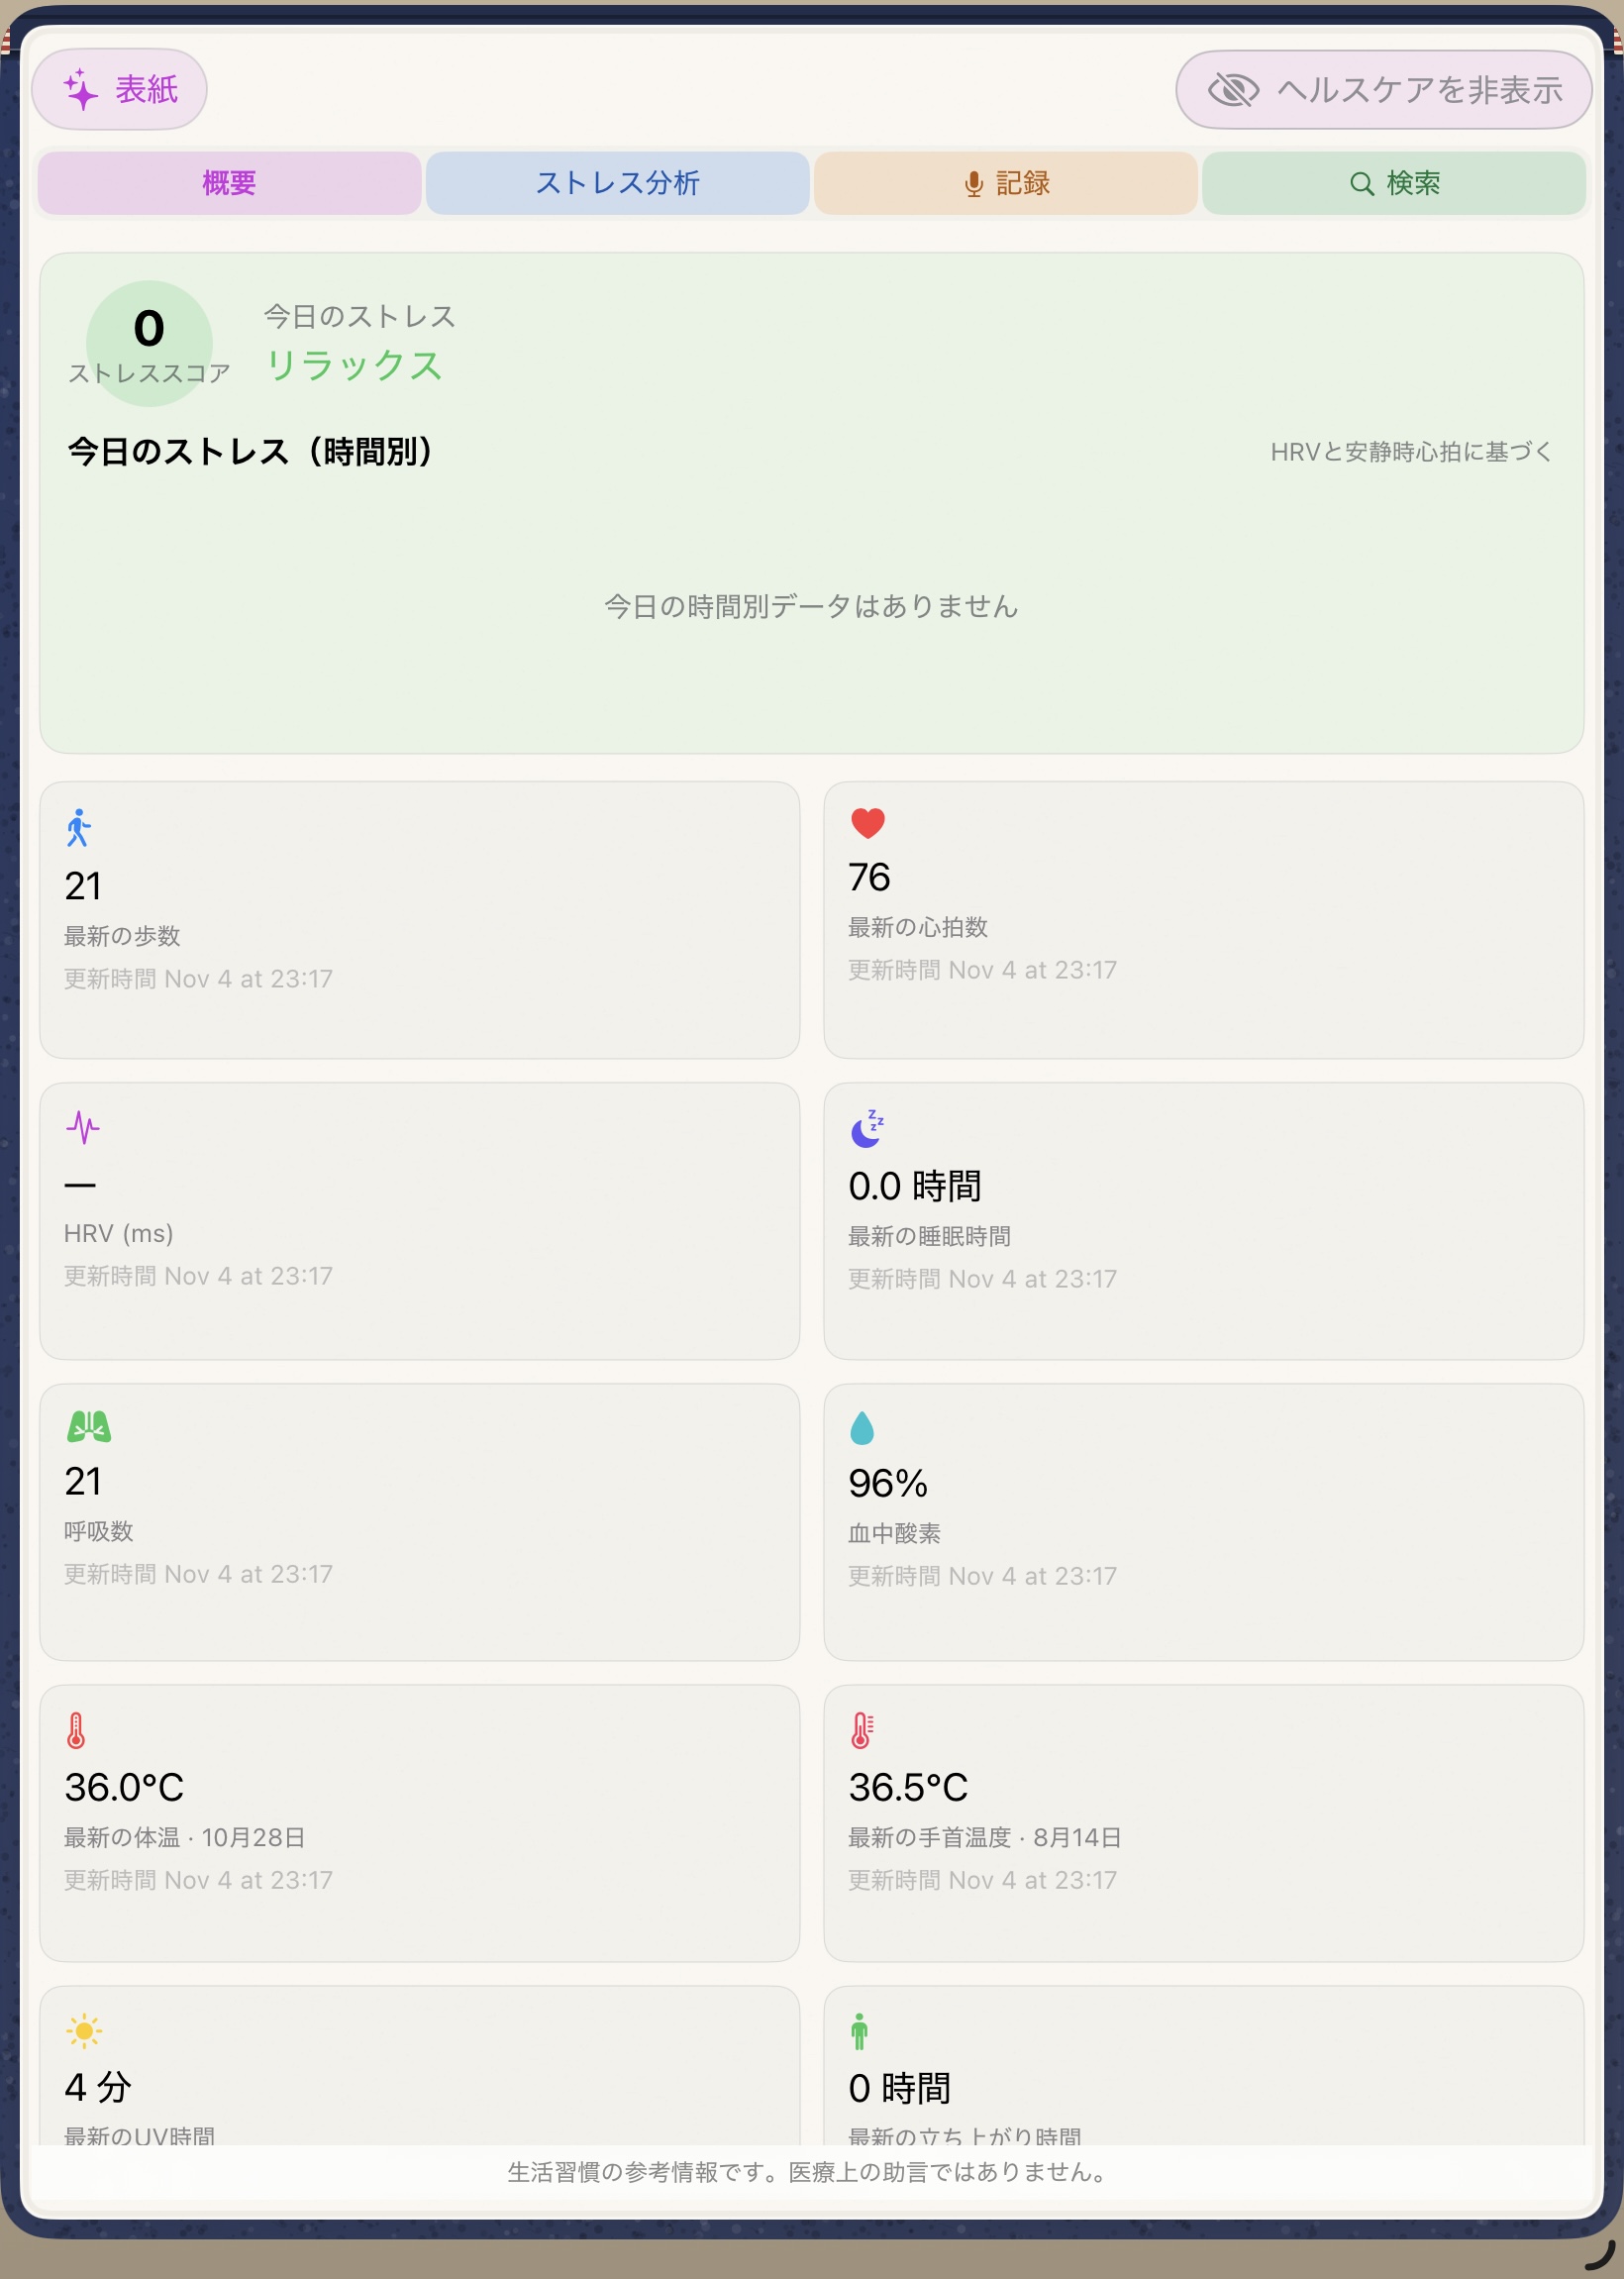 表紙
ヘルスケアを非表示
概要
ストレス分析
記録
検索
0
ストレススコア
今日のストレス
リラックス
今日のストレス（時間別）
HRVと安静時心拍に基づく
今日の時間別データはありません
21
最新の歩数
更新時間 Nov 4 at 23:17
76
最新の心拍数
更新時間 Nov 4 at 23:17
—
HRV (ms)
更新時間 Nov 4 at 23:17
0.0 時間
最新の睡眠時間
更新時間 Nov 4 at 23:17
21
呼吸数
更新時間 Nov 4 at 23:17
96%
血中酸素
更新時間 Nov 4 at 23:17
36.0°C
最新の体温 · 10月28日
更新時間 Nov 4 at 23:17
36.5°C
最新の手首温度 · 8月14日
更新時間 Nov 4 at 23:17
4 分
最新のUV時間
0 時間
最新の立ち上がり時間
生活習慣の参考情報です。医療上の助言ではありません。